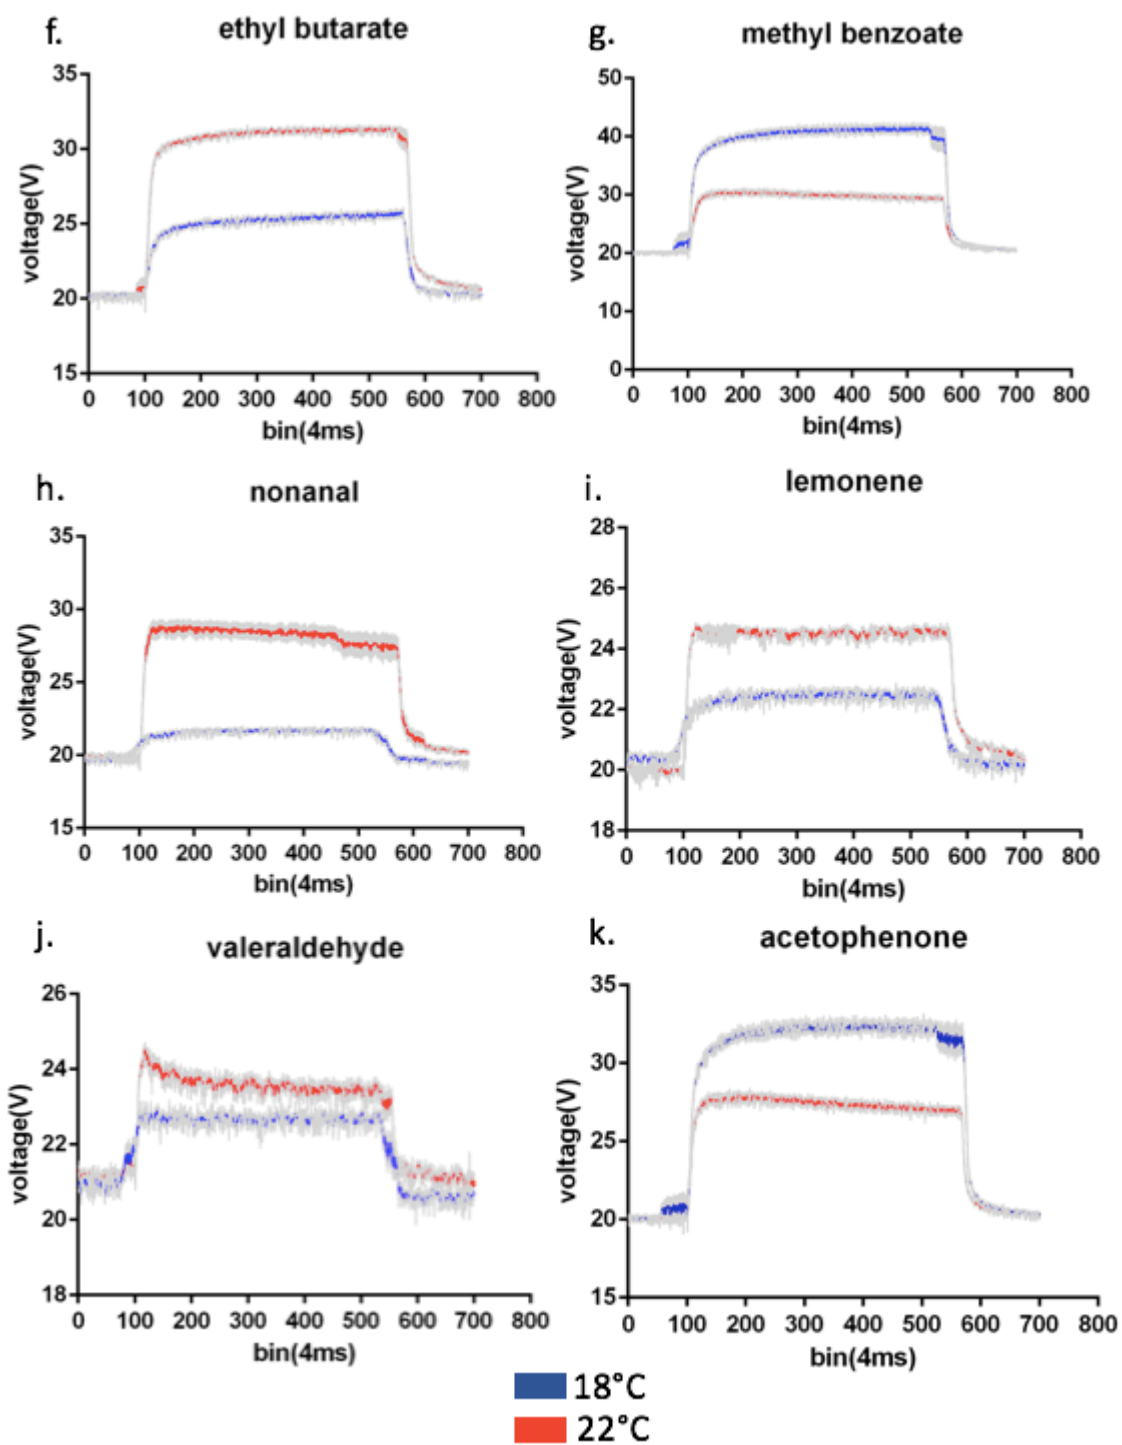 f. ethyl butarate
35
30
25
20
15
voltage(V)
0 100 200 300 400 500 600 700 800
bin(4ms)
g. methyl benzoate
50
40
30
20
10
0
voltage(V)
0 100 200 300 400 500 600 700 800
bin(4ms)
h. nonanal
35
30
25
20
15
voltage(V)
0 100 200 300 400 500 600 700 800
bin(4ms)
i. lemonene
28
26
24
22
20
18
voltage(V)
0 100 200 300 400 500 600 700 800
bin(4ms)
j. valeraldehyde
26
24
22
20
18
voltage(V)
0 100 200 300 400 500 600 700 800
bin(4ms)
k. acetophenone
35
30
25
20
15
voltage(V)
0 100 200 300 400 500 600 700 800
bin(4ms)
18°C
22°C